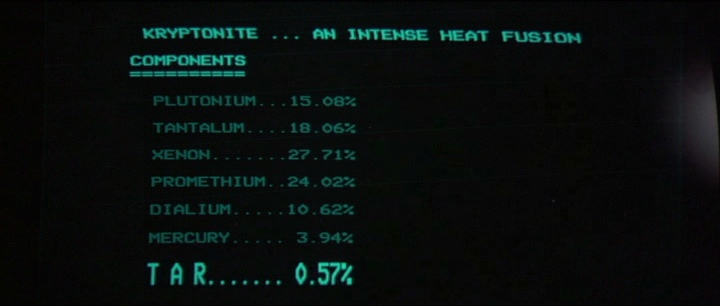 KRYPTONITE ... AN INTENSE HEAT FUSION
COMPONENTS
==========
PLUTONIUM...15.08%
TANTALUM....18.06%
XENON.......27.71%
PROMETHIUM..24.02%
DIALIUM.....10.62%
MERCURY..... 3.94%
T A R....... 0.57%